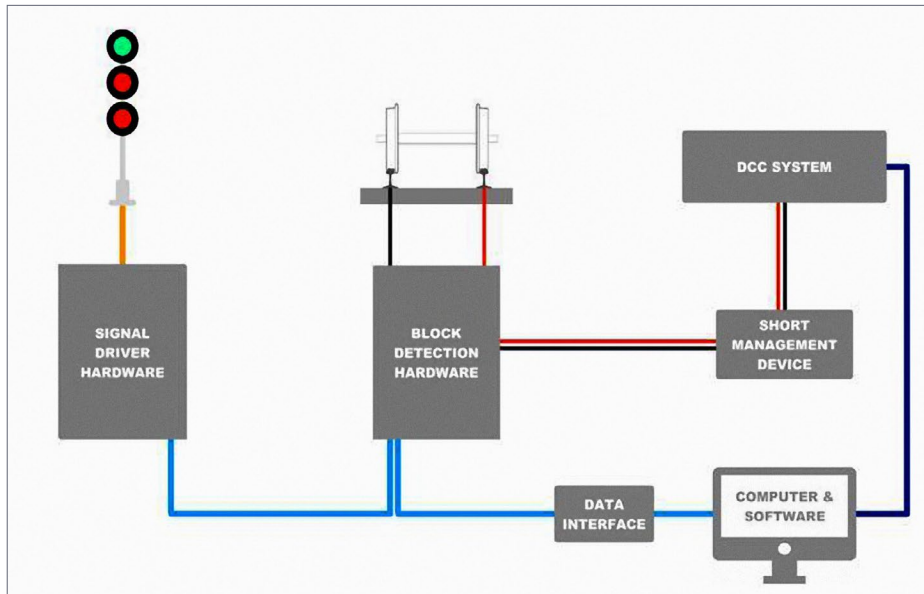 DCC SYSTEM
SIGNAL
DRIVER
HARDWARE
BLOCK
DETECTION
HARDWARE
SHORT
MANAGEMENT
DEVICE
DATA
INTERFACE
COMPUTER &
SOFTWARE